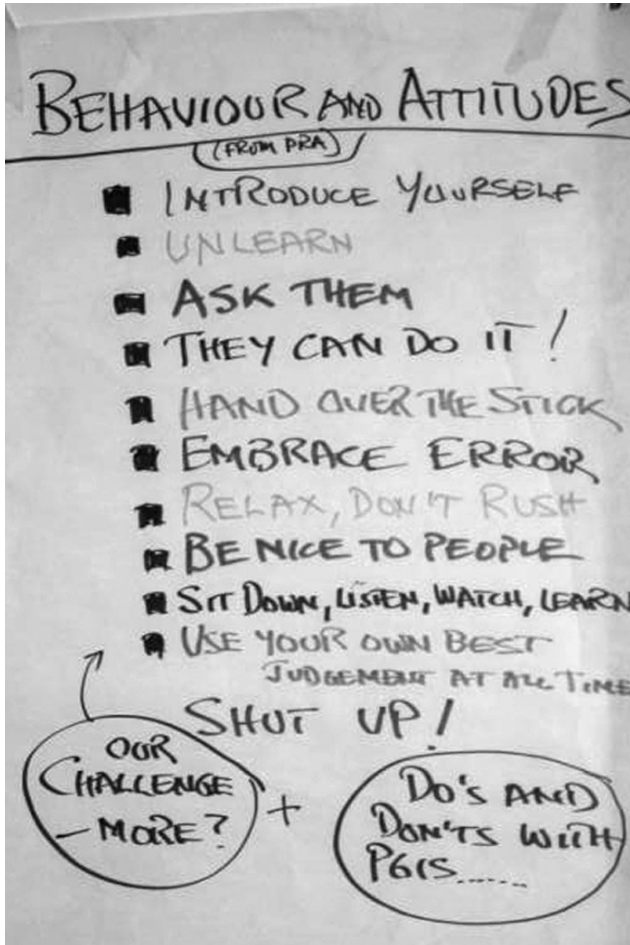 BEHAVIOUR AND ATTITUDES
(FROM PRA)
INTRODUCE YOURSELF
UNLEARN
ASK THEM
THEY CAN DO IT!
HAND OVER THE STICK
EMBRACE ERROR
RELAX, DON'T RUSH
BE NICE TO PEOPLE
SIT DOWN, LISTEN, WATCH, LEARN
USE YOUR OWN BEST
JUDGEMENT AT ALL TIME
SHUT UP!
OUR
CHALLENGE
– MORE?
+
DO'S AND
DON'TS WITH
PGIS......